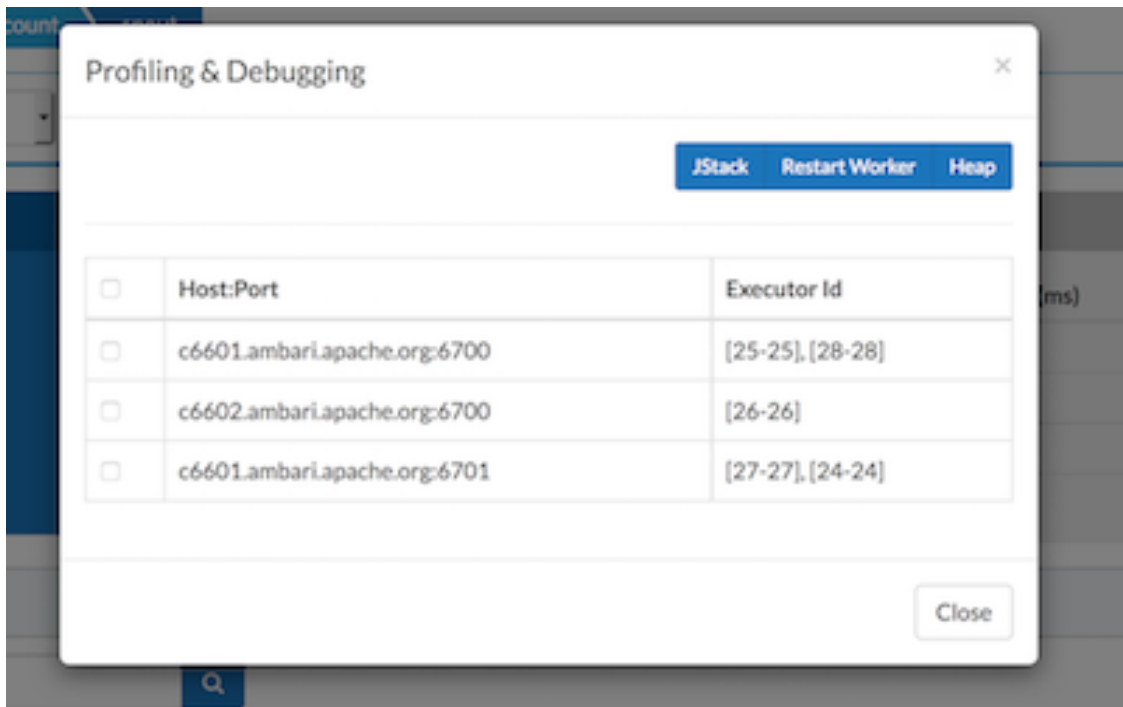 Profiling & Debugging
×
JStack Restart Worker Heap
Host:Port Executor Id
(ms)
c6601.ambari.apache.org:6700 [25-25], [28-28]
c6602.ambari.apache.org:6700 [26-26]
c6601.ambari.apache.org:6701 [27-27], [24-24]
Close